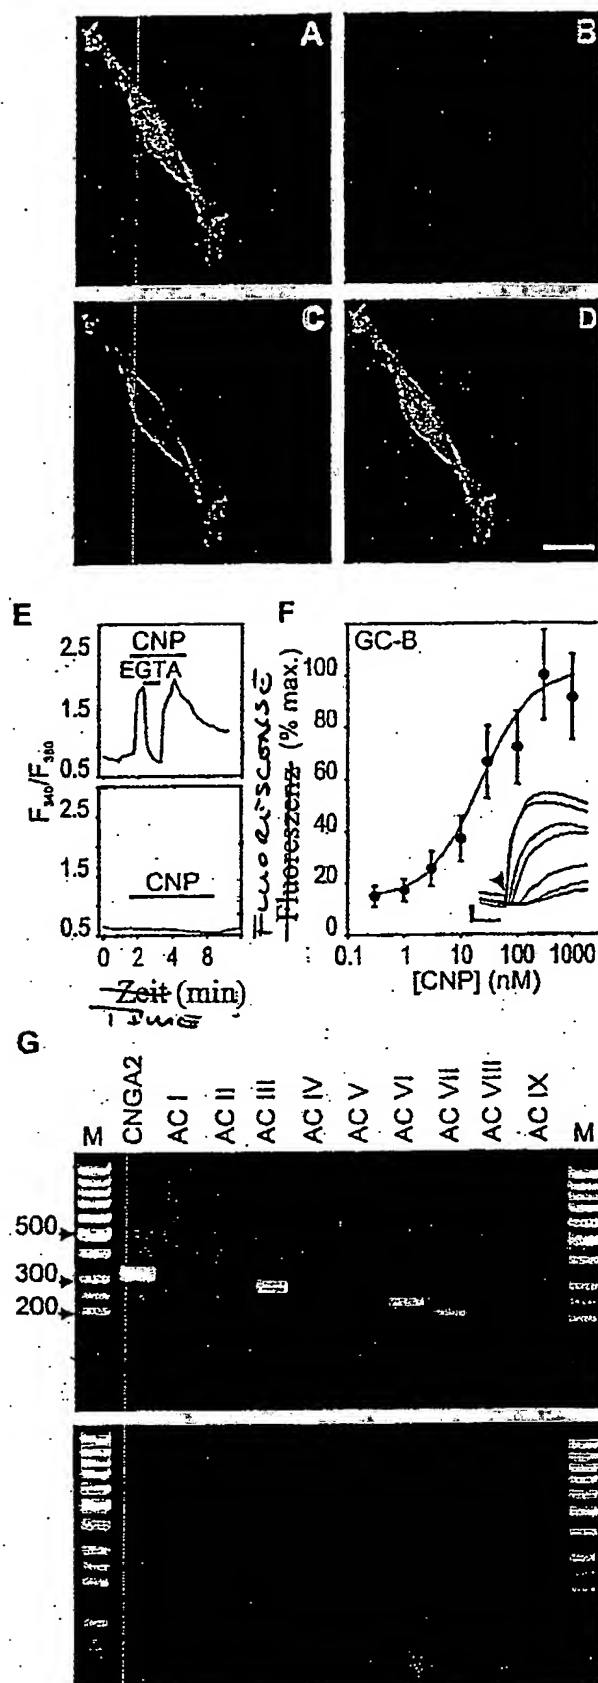 A
B
C
D
E
F
2.5
1.5
0.5
CNP
EGTA
2.5
1.5
0.5
CNP
F340/F380
2 4 8
Zeit (min)
TIME
GC-B
100
80
60
40
20
0
Fluoreszenz (% max.)
0.1 1 10 100 1000
[CNP] (nM)
G
M CNGA2 AC I AC II AC III AC IV AC V AC VI AC VII AC VIII AC IX M
500
300
200